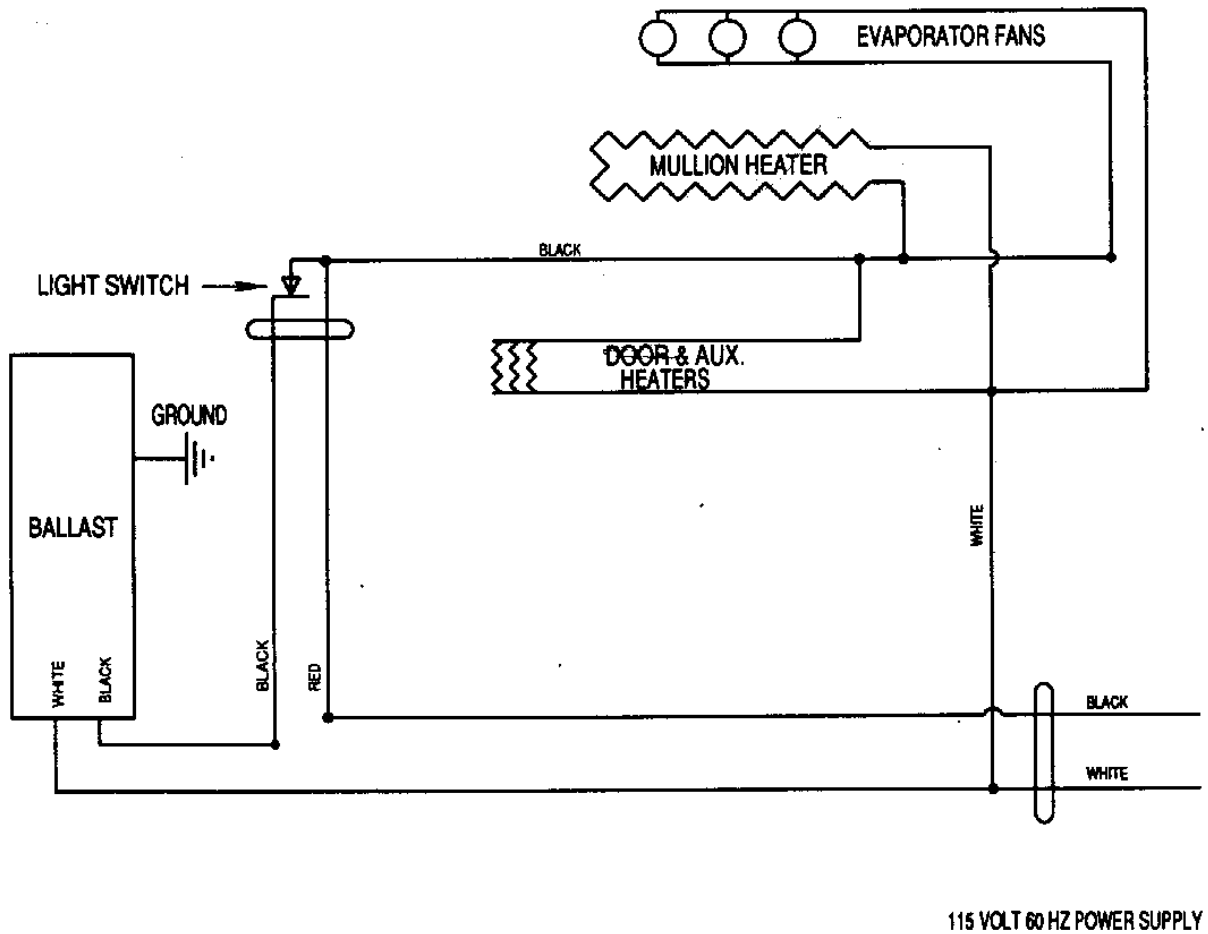 EVAPORATOR FANS
MULLION HEATER
BLACK
LIGHT SWITCH
DOOR & AUX.
HEATERS
GROUND
BALLAST
WHITE
WHITE
BLACK
BLACK
RED
BLACK
WHITE
115 VOLT 60 HZ POWER SUPPLY